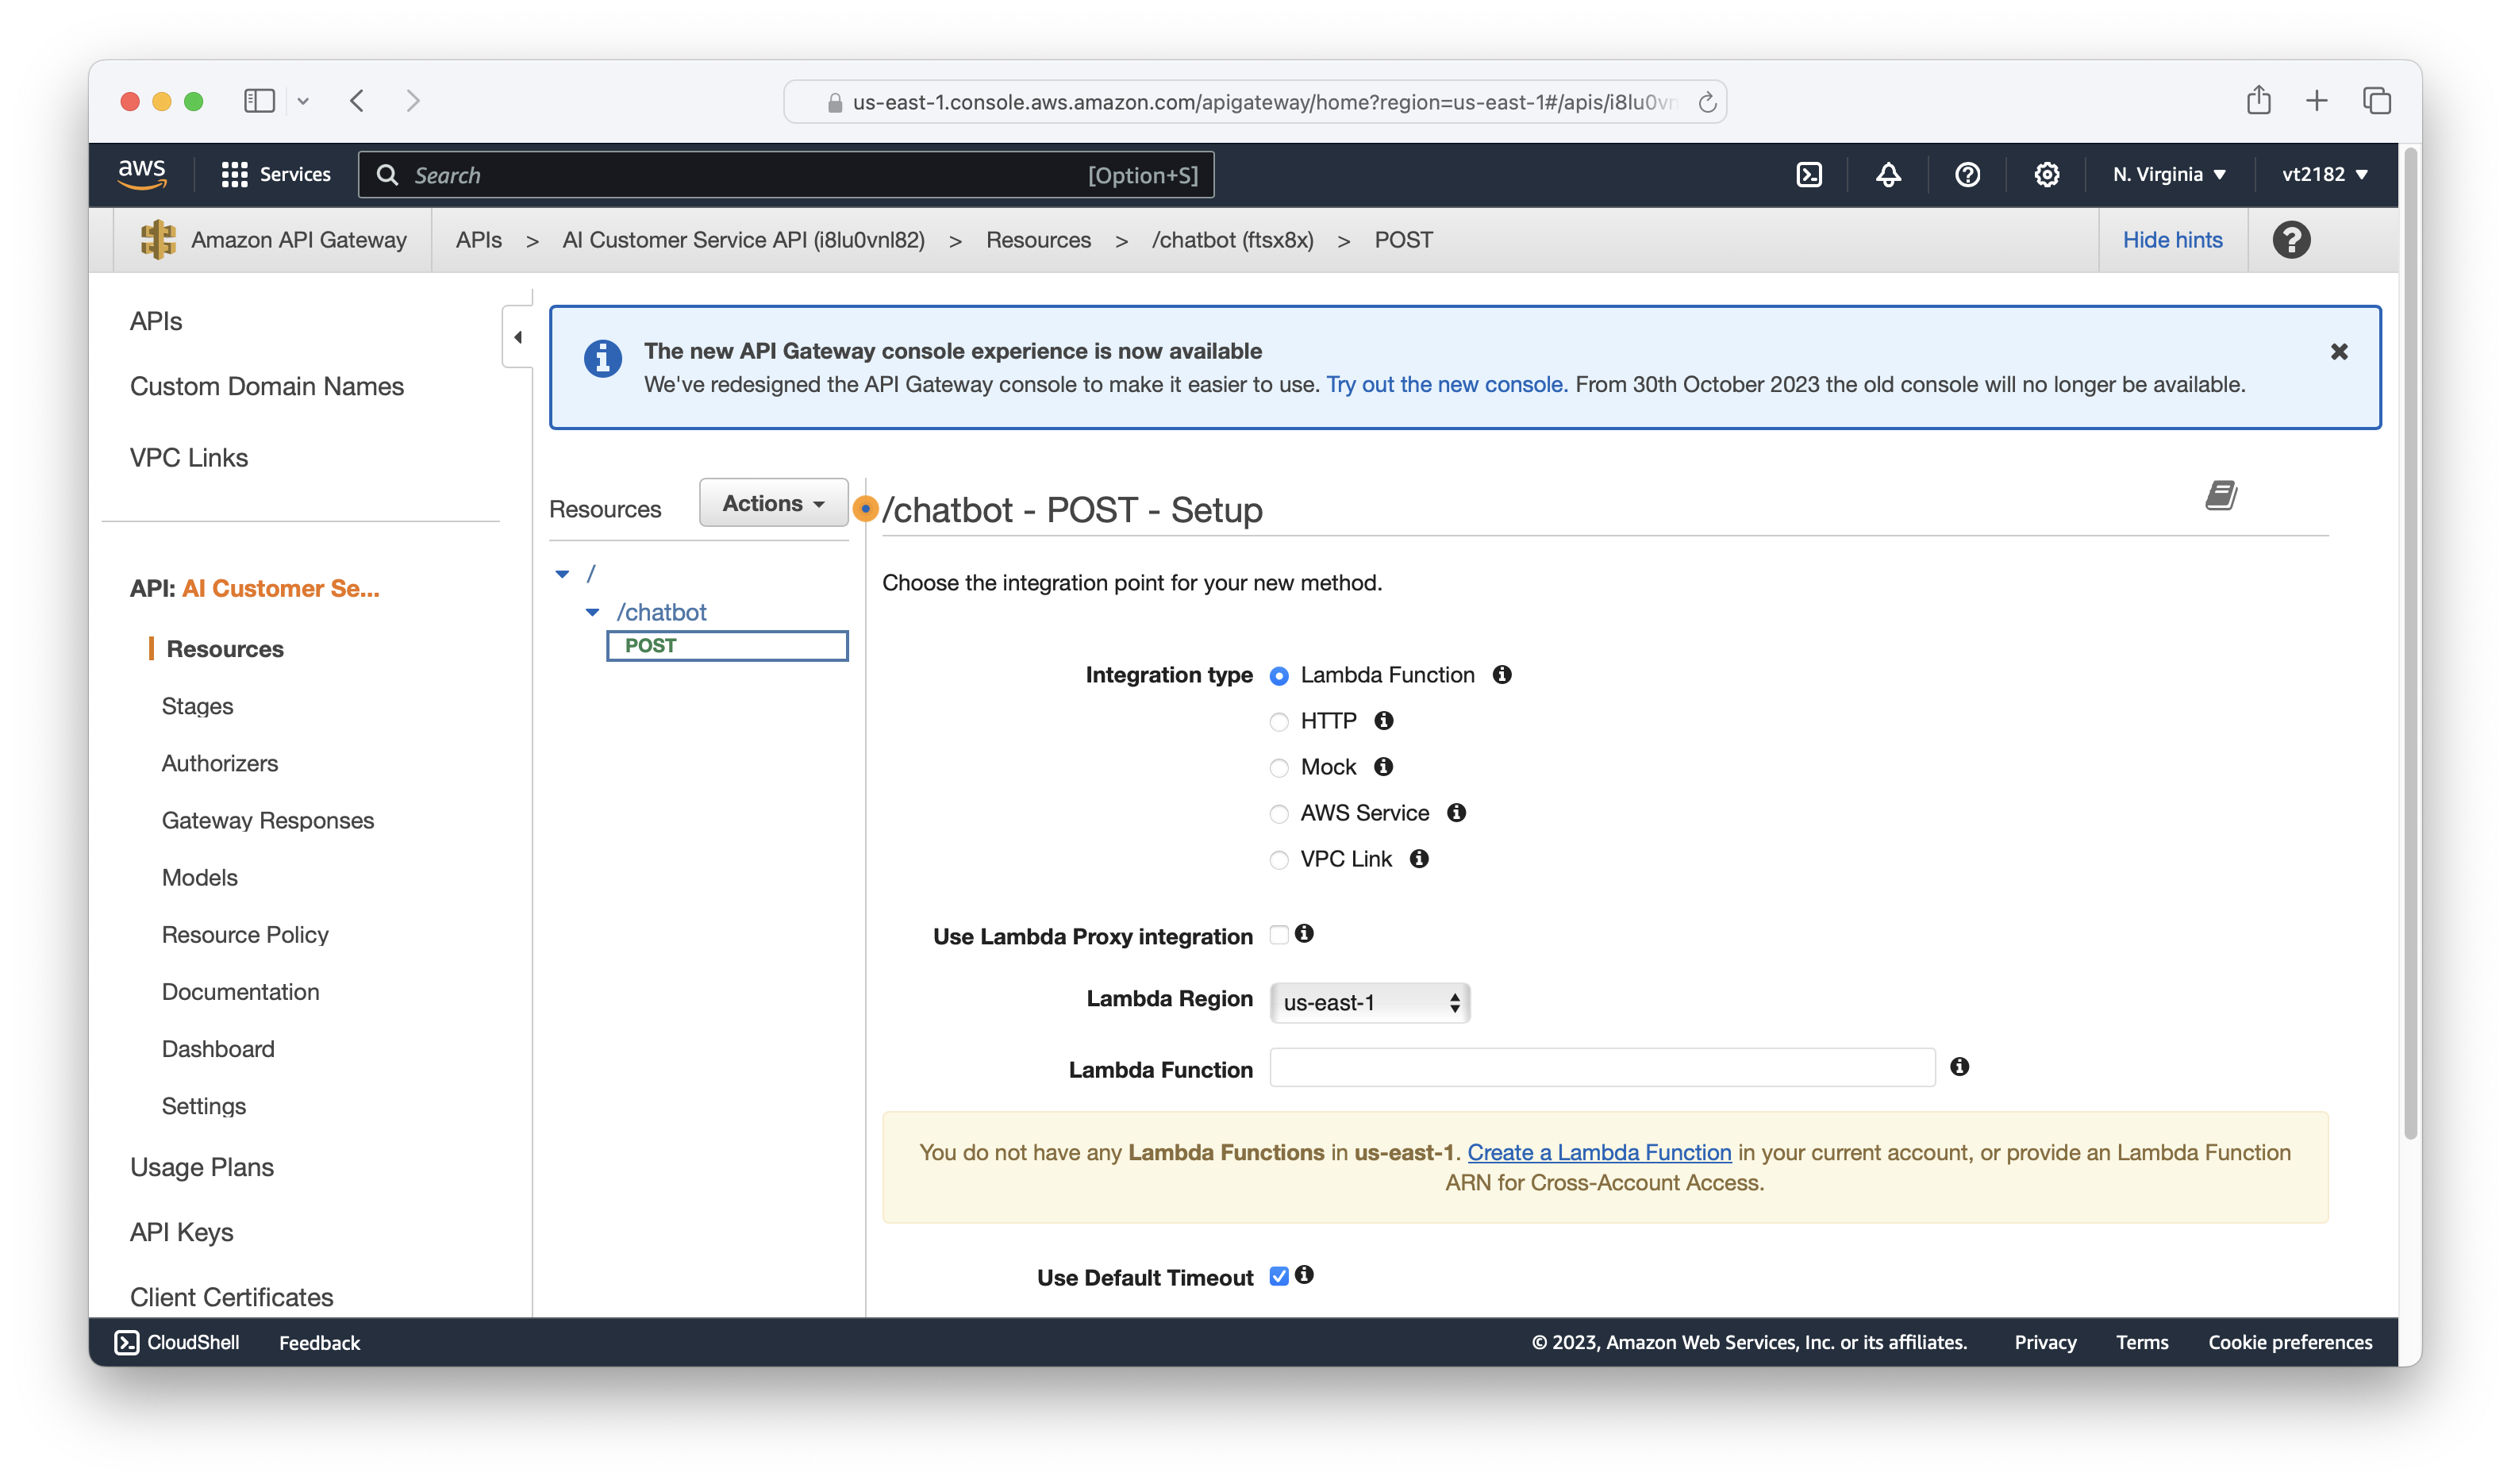 us-east-1.console.aws.amazon.com/apigateway/home?region=us-east-1#/apis/i8lu0vn
aws
Services
Search
[Option+S]
N. Virginia
vt2182
Amazon API Gateway
APIs > AI Customer Service API (i8lu0vnl82) > Resources > /chatbot (ftsx8x) > POST
Hide hints
APIs
Custom Domain Names
VPC Links
API: AI Customer Se...
Resources
Stages
Authorizers
Gateway Responses
Models
Resource Policy
Documentation
Dashboard
Settings
Usage Plans
API Keys
Client Certificates
The new API Gateway console experience is now available
We've redesigned the API Gateway console to make it easier to use. Try out the new console. From 30th October 2023 the old console will no longer be available.
Resources
Actions
/
/chatbot
POST
/chatbot - POST - Setup
Choose the integration point for your new method.
Integration type
Lambda Function
HTTP
Mock
AWS Service
VPC Link
Use Lambda Proxy integration
Lambda Region
us-east-1
Lambda Function
You do not have any Lambda Functions in us-east-1. Create a Lambda Function in your current account, or provide an Lambda Function
ARN for Cross-Account Access.
Use Default Timeout
CloudShell
Feedback
© 2023, Amazon Web Services, Inc. or its affiliates.
Privacy
Terms
Cookie preferences